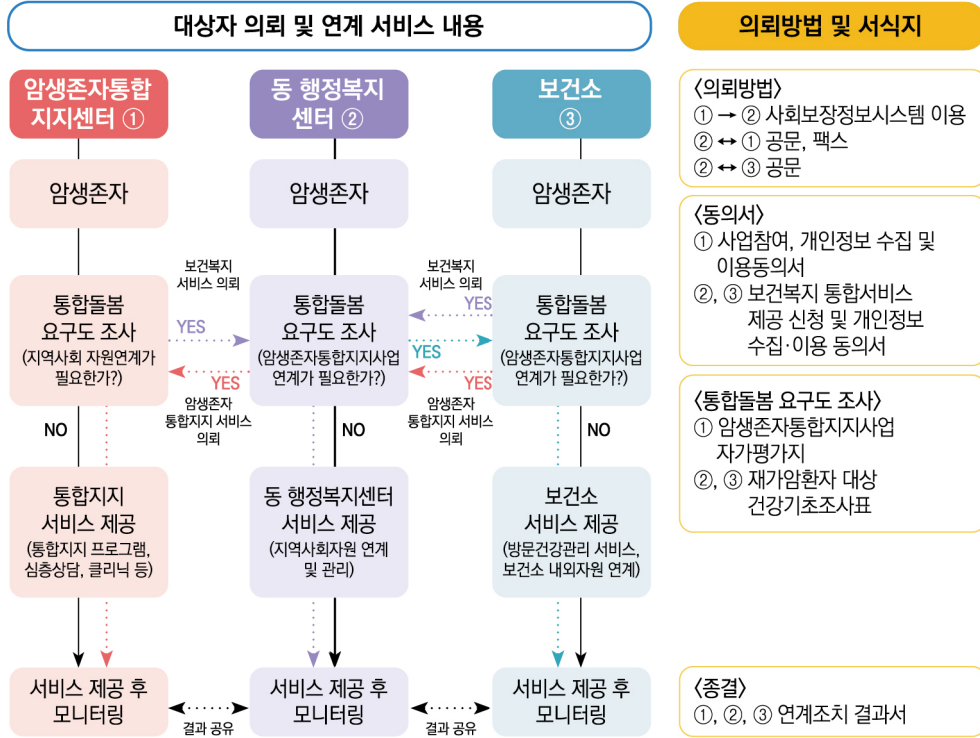 대상자 의뢰 및 연계 서비스 내용
의뢰방법 및 서식지
암생존자통합
지지센터 ①
동 행정복지
센터 ②
보건소
③
암생존자
암생존자
암생존자
보건복지
서비스 의뢰
보건복지
서비스 의뢰
통합돌봄
요구도 조사
(지역사회 자원연계가
필요한가?)
YES
YES
암생존자
통합지지 서비스
의뢰
통합돌봄
요구도 조사
(암생존자통합지지사업
연계가 필요한가?)
YES
YES
YES
암생존자
통합지지 서비스
의뢰
통합돌봄
요구도 조사
(암생존자통합지지사업
연계가 필요한가?)
NO
NO
NO
통합지지
서비스 제공
(통합지지 프로그램,
심층상담, 클리닉 등)
동 행정복지센터
서비스 제공
(지역사회자원 연계
및 관리)
보건소
서비스 제공
(방문건강관리 서비스,
보건소 내외자원 연계)
서비스 제공 후
모니터링
결과 공유
서비스 제공 후
모니터링
결과 공유
서비스 제공 후
모니터링
〈의뢰방법〉
① → ② 사회보장정보시스템 이용
② ↔ ① 공문, 팩스
② ↔ ③ 공문
〈동의서〉
① 사업참여, 개인정보 수집 및
이용동의서
②, ③ 보건복지 통합서비스
제공 신청 및 개인정보
수집·이용 동의서
〈통합돌봄 요구도 조사〉
① 암생존자통합지지사업
자가평가지
②, ③ 재가암환자 대상
건강기초조사표
〈종결〉
①, ②, ③ 연계조치 결과서